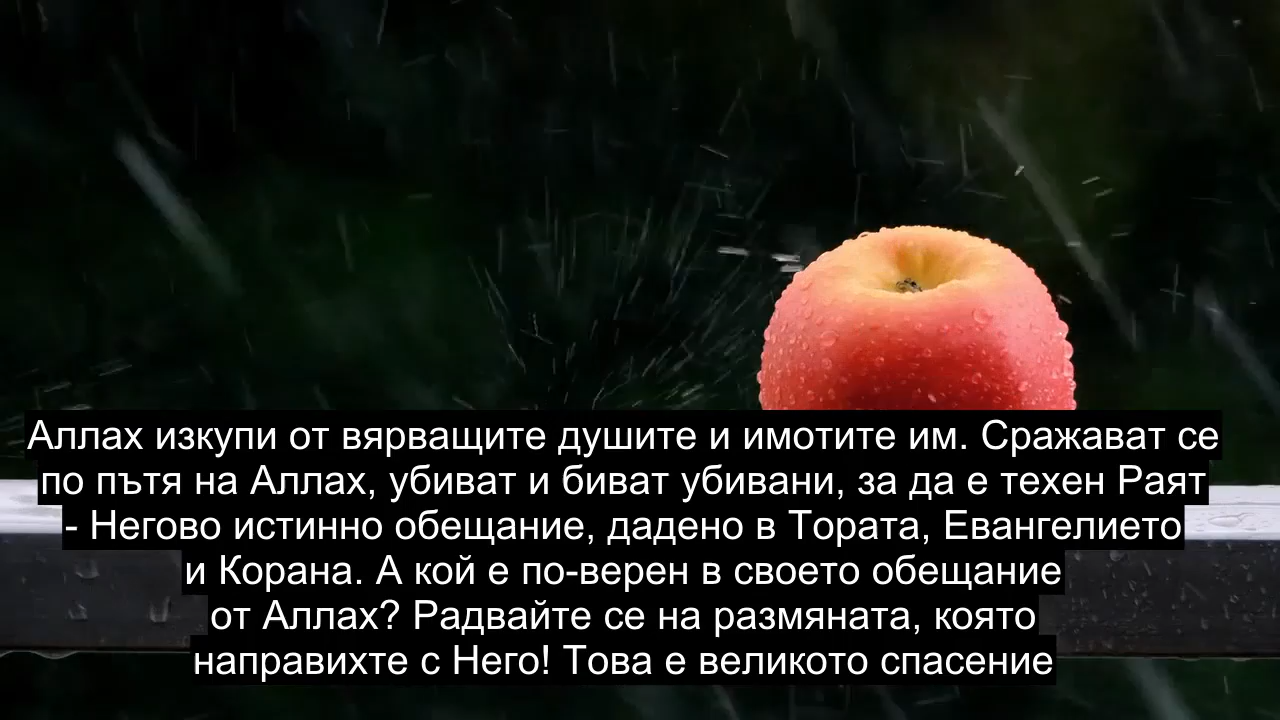 Аллах изкупи от вярващите душите и имотите им. Сражават се
по пътя на Аллах, убиват и биват убивани, за да е техен Раят
- Негово истинно обещание, дадено в Тората, Евангелието
и Корана. А кой е по-верен в своето обещание
от Аллах? Радвайте се на размяната, която
направихте с Него! Това е великото спасение